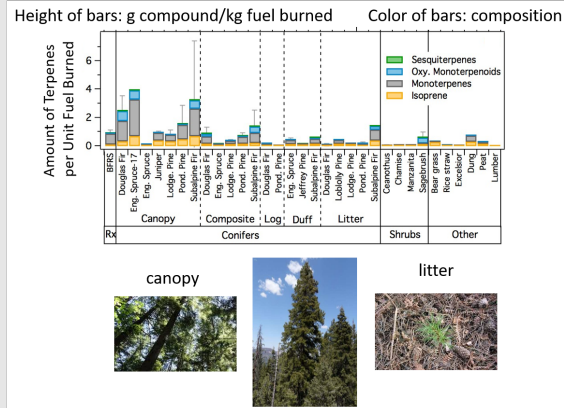 Height of bars: g compound/kg fuel burned
Color of bars: composition
Amount of Terpenes
per Unit Fuel Burned
6
4
2
0
Sesquiterpenes
Oxy. Monoterpenoids
Monoterpenes
Isoprene
BFRS
Douglas Fir
Eng. Spruce-17
Eng. Spruce
Juniper
Lodge. Pine
Pond. Pine
Subalpine Fir
Douglas Fir
Eng. Spruce
Lodge. Pine
Pond. Pine
Subalpine Fir
Douglas Fir
Pond. Pine
Eng. Spruce
Jeffrey Pine
Subalpine Fir
Douglas Fir
Loblolly Pine
Lodge. Pine
Pond. Pine
Subalpine Fir
Ceanothus
Chamise
Manzanita
Sagebrush
Bear grass
Rice straw
Excelsior
Dung
Peat
Lumber
Canopy
Composite
Log
Duff
Litter
Rx
Conifers
Shrubs
Other
canopy
litter